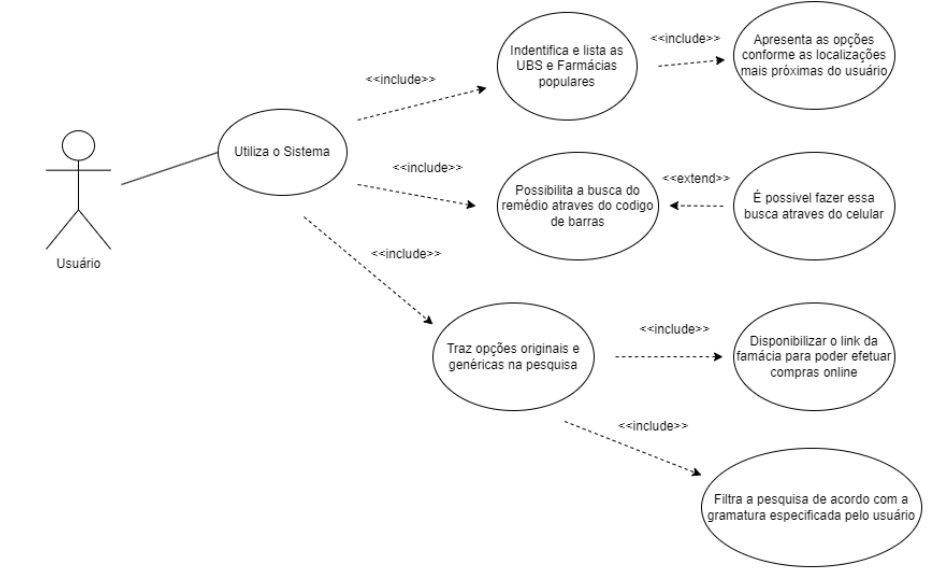 Indentifica e lista as
UBS e Farmácias
populares
<<include>>
Apresenta as opções
conforme as localizações
mais próximas do usuário
<<include>>
Utiliza o Sistema
Usuário
<<include>>
Possibilita a busca do
remédio atraves do codigo
de barras
<<extend>>
É possivel fazer essa
busca atraves do celular
<<include>>
Traz opções originais e
genéricas na pesquisa
<<include>>
Disponibilizar o link da
famácia para poder efetuar
compras online
<<include>>
Filtra a pesquisa de acordo com a
gramatura especificada pelo usuário